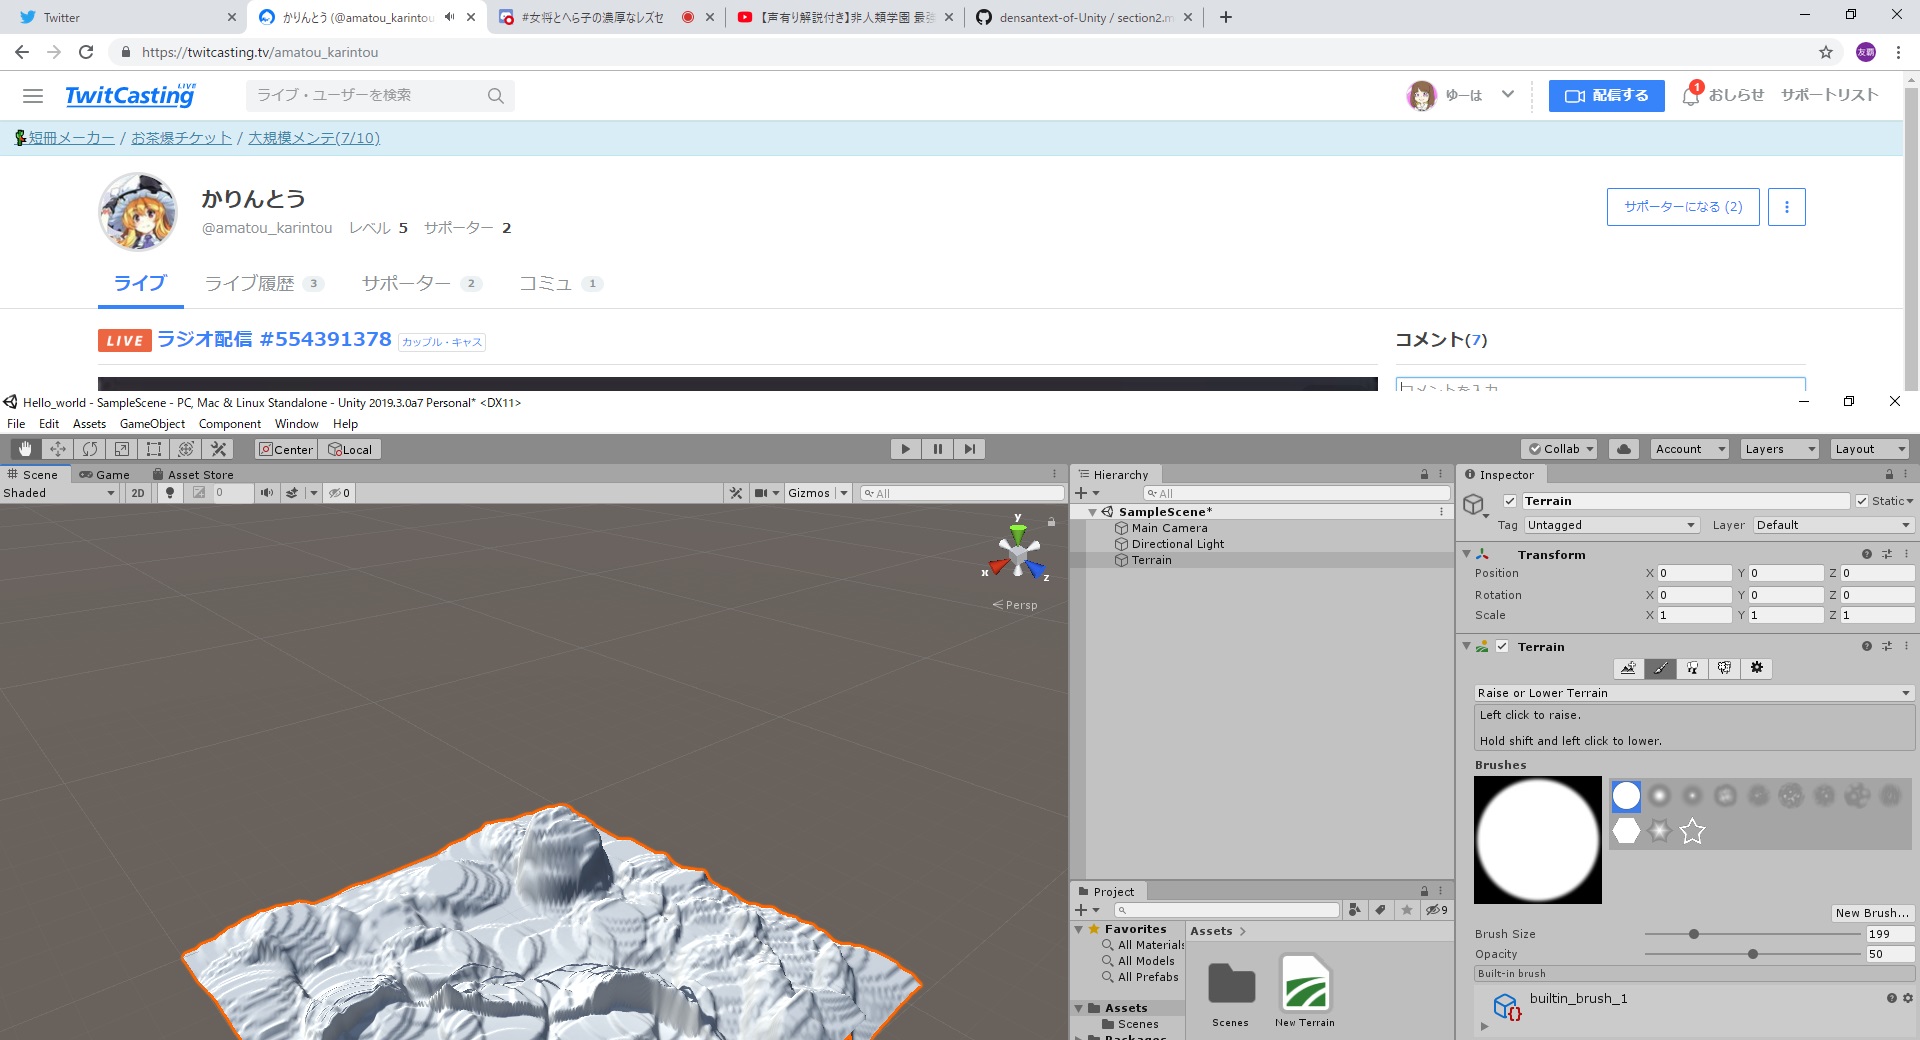 Twitter
かりんとう (@amatou_karintou
#女将とへら子の濃厚なレズセ
【声有り解説付き】非人類学園 最強
densantext-of-Unity / section2.m
https://twitcasting.tv/amatou_karintou
友覇
TwitCasting LIVE
ライブ・ユーザーを検索
ゆーは
配信する
1
おしらせ
サポートリスト
短冊メーカー / お茶爆チケット / 大規模メンテ(7/10)
かりんとう
@amatou_karintou レベル 5 サポーター 2
サポーターになる (2)
ライブ ライブ履歴 3 サポーター 2 コミュ 1
LIVE ラジオ配信 #554391378 カップル・キャス
コメント(7)
コメントを入力
Hello_world - SampleScene - PC, Mac & Linux Standalone - Unity 2019.3.0a7 Personal* <DX11>
File Edit Assets GameObject Component Window Help
Center Local
Collab Account Layers Layout
Scene Game Asset Store
Shaded 2D 0 0 Gizmos All
y
x
z
Persp
Hierarchy
All
SampleScene*
Main Camera
Directional Light
Terrain
Project
9
Favorites
All Materials
All Models
All Prefabs
Assets
Scenes
Packages
Assets
Scenes
New Terrain
Inspector
Terrain Static
Tag Untagged Layer Default
Transform
Position X 0 Y 0 Z 0
Rotation X 0 Y 0 Z 0
Scale X 1 Y 1 Z 1
Terrain
Raise or Lower Terrain
Left click to raise.
Hold shift and left click to lower.
Brushes
New Brush...
Brush Size 199
Opacity 50
Built-in brush
builtin_brush_1